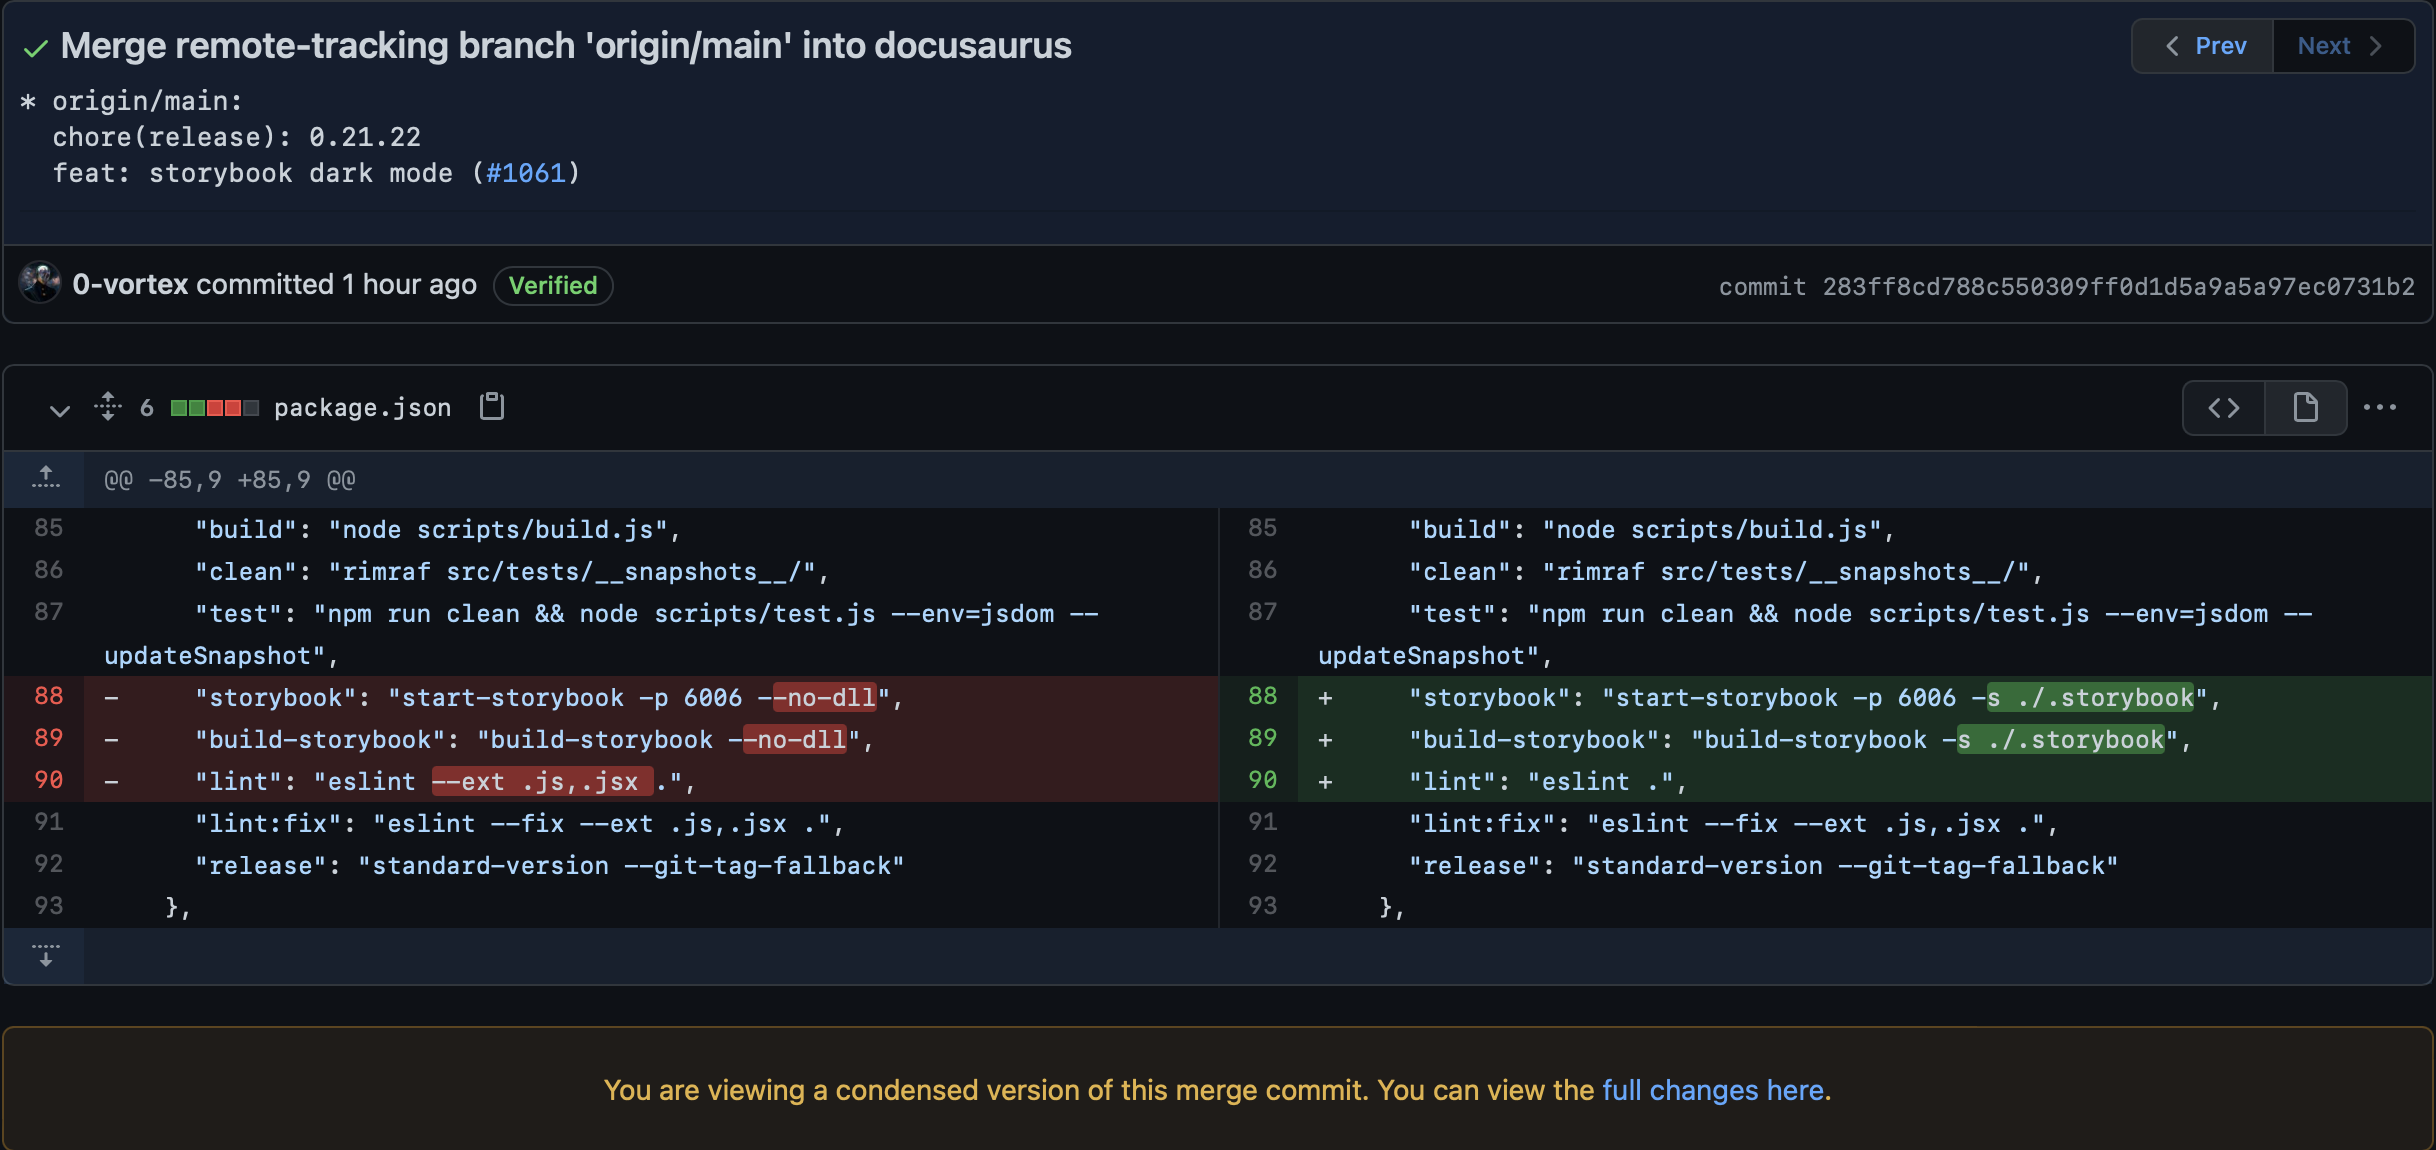 Merge remote-tracking branch 'origin/main' into docusaurus
Prev
Next
* origin/main:
  chore(release): 0.21.22
  feat: storybook dark mode (#1061)
0-vortex committed 1 hour ago
Verified
commit 283ff8cd788c550309ff0d1d5a9a5a97ec0731b2
6
package.json
@@ -85,9 +85,9 @@
85 "build": "node scripts/build.js",
86 "clean": "rimraf src/tests/__snapshots__/",
87 "test": "npm run clean && node scripts/test.js --env=jsdom --
updateSnapshot",
88 - "storybook": "start-storybook -p 6006 --no-dll",
89 - "build-storybook": "build-storybook --no-dll",
90 - "lint": "eslint --ext .js,.jsx .",
91 "lint:fix": "eslint --fix --ext .js,.jsx .",
92 "release": "standard-version --git-tag-fallback"
93 },
85 "build": "node scripts/build.js",
86 "clean": "rimraf src/tests/__snapshots__/",
87 "test": "npm run clean && node scripts/test.js --env=jsdom --
updateSnapshot",
88 + "storybook": "start-storybook -p 6006 -s ./.storybook",
89 + "build-storybook": "build-storybook -s ./.storybook",
90 + "lint": "eslint .",
91 "lint:fix": "eslint --fix --ext .js,.jsx .",
92 "release": "standard-version --git-tag-fallback"
93 },
You are viewing a condensed version of this merge commit. You can view the full changes here.